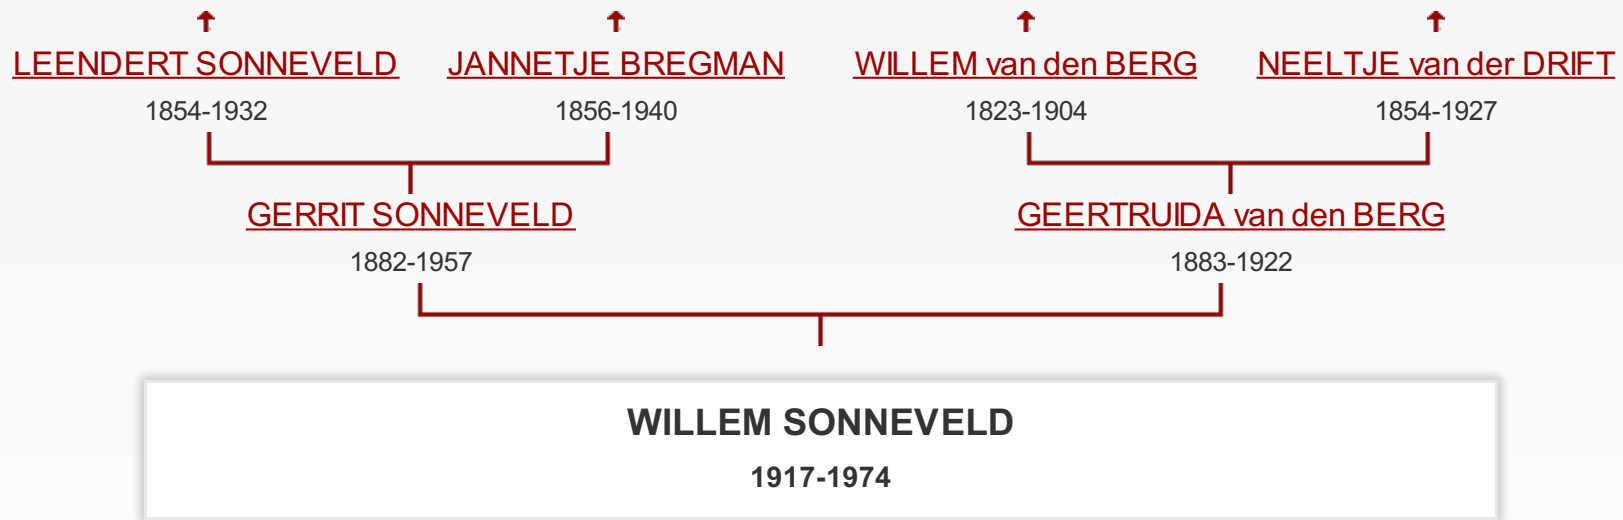 LEENDERT SONNEVELD JANNETJE BREGMAN WILLEM van den BERG NEELTJE van der DRIFT
1854-1932 1856-1940 1823-1904 1854-1927
GERRIT SONNEVELD GEERTRUIDA van den BERG
1882-1957 1883-1922
WILLEM SONNEVELD
1917-1974